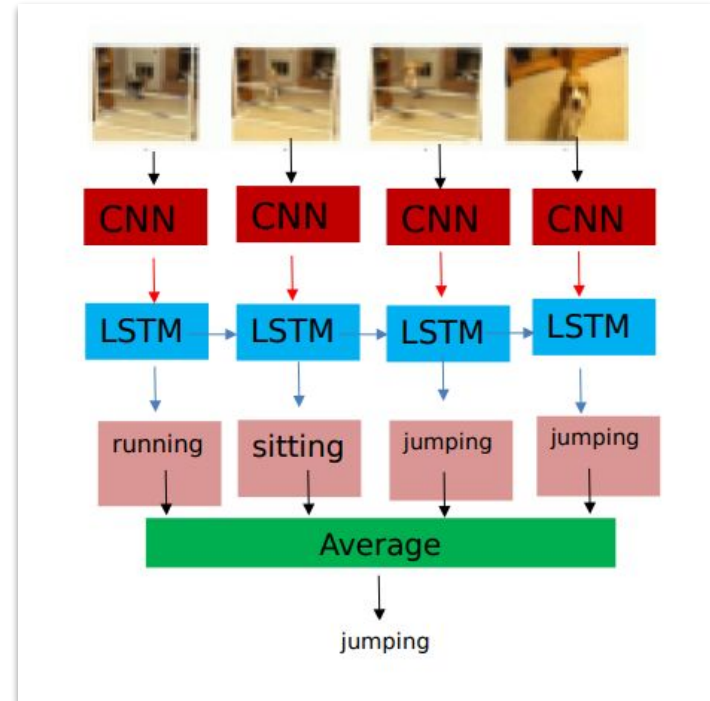 CNN CNN CNN CNN
LSTM LSTM LSTM LSTM
running sitting jumping jumping
Average
jumping